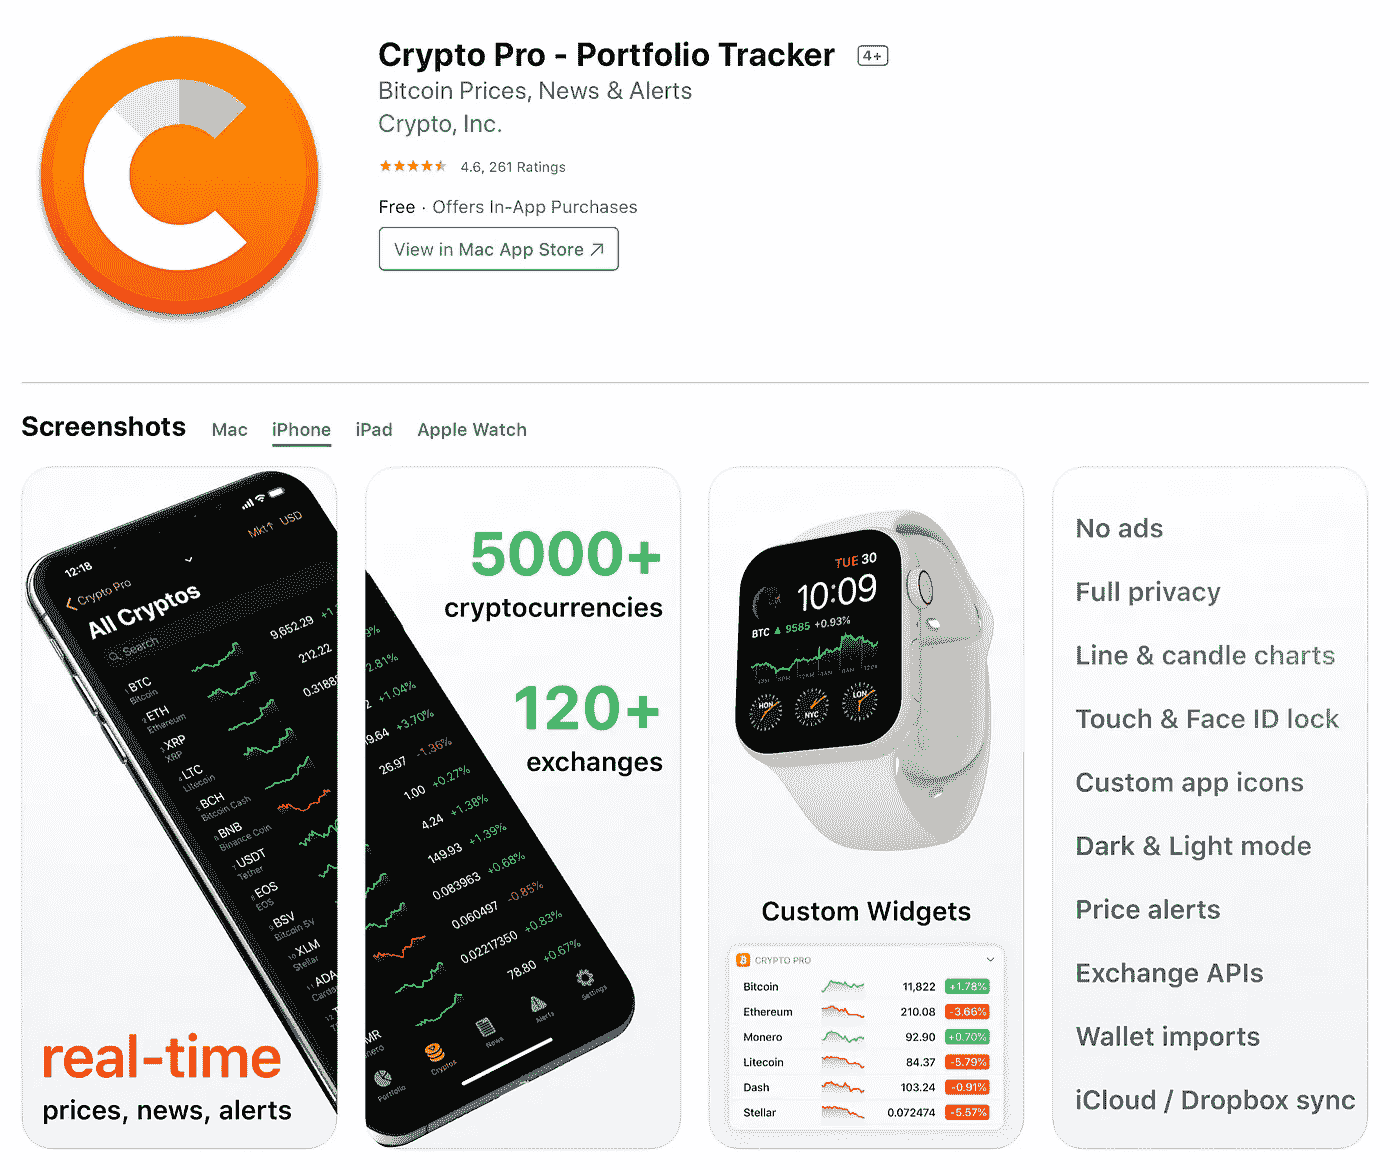 Crypto Pro - Portfolio Tracker 4+
Bitcoin Prices, News & Alerts
Crypto, Inc.
4.6, 261 Ratings
Free · Offers In-App Purchases
View in Mac App Store
Screenshots Mac iPhone iPad Apple Watch
12:18
Mkt↑ USD
Crypto Pro
All Cryptos
Search
BTC 9,652.29
Bitcoin
ETH 212.22
Ethereum
XRP
XRP
LTC
Litecoin
BCH
Bitcoin Cash
BNB
Binance Coin
USDT
Tether
EOS
EOS
BSV
Bitcoin SV
XLM
Stellar
ADA
real-time
prices, news, alerts
5000+
cryptocurrencies
120+
exchanges
2.81%
+1.04%
+3.70%
26.97 -1.36%
1.00 +0.27%
4.24 +1.38%
149.93 +1.39%
0.083963 +0.68%
0.060497 -0.85%
0.02217350 +0.83%
78.80 +0.67%
Portfolio Cryptos News Alerts Settings
TUE 30
10:09
BTC ▲ 9585 +0.93%
HON NYC LON
Custom Widgets
CRYPTO PRO
Bitcoin 11,822 +1.78%
Ethereum 210.08 -3.66%
Monero 92.90 +0.70%
Litecoin 84.37 -5.79%
Dash 103.24 -0.91%
Stellar 0.072474 -5.57%
No ads
Full privacy
Line & candle charts
Touch & Face ID lock
Custom app icons
Dark & Light mode
Price alerts
Exchange APIs
Wallet imports
iCloud / Dropbox sync